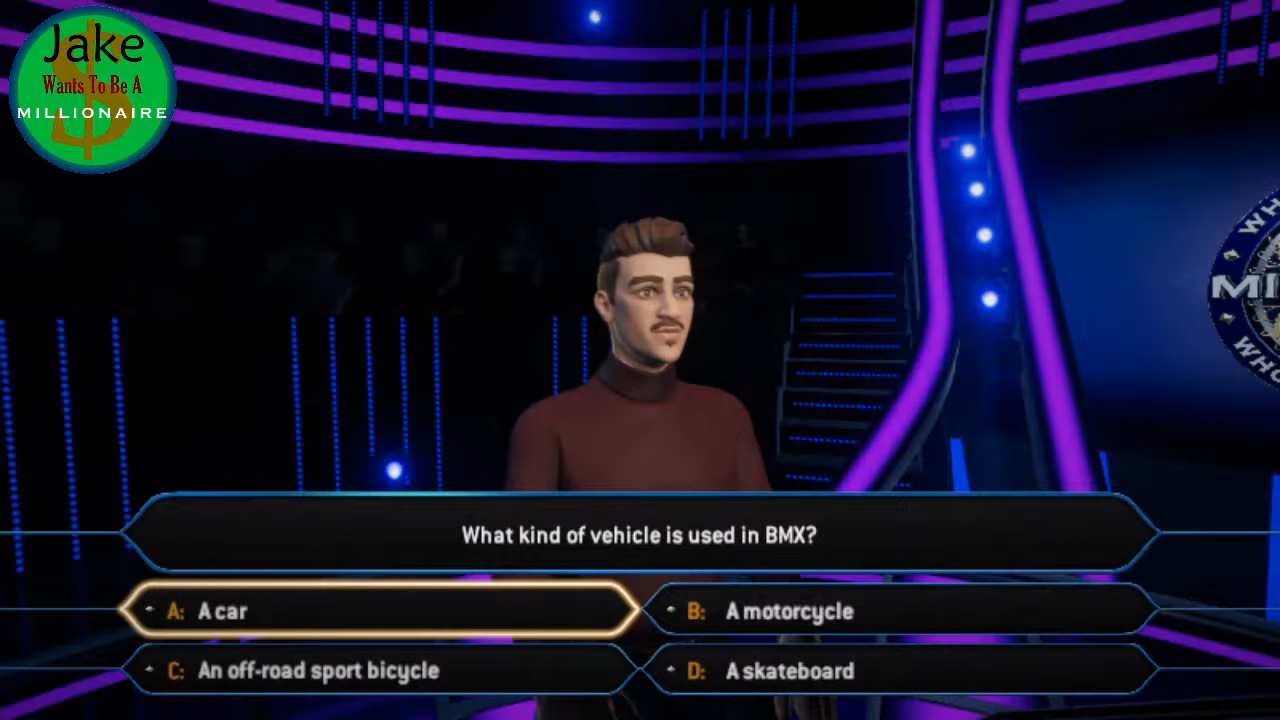 Jake
Wants To Be A
MILLIONAIRE
What kind of vehicle is used in BMX?
A: A car
B: A motorcycle
C: An off-road sport bicycle
D: A skateboard